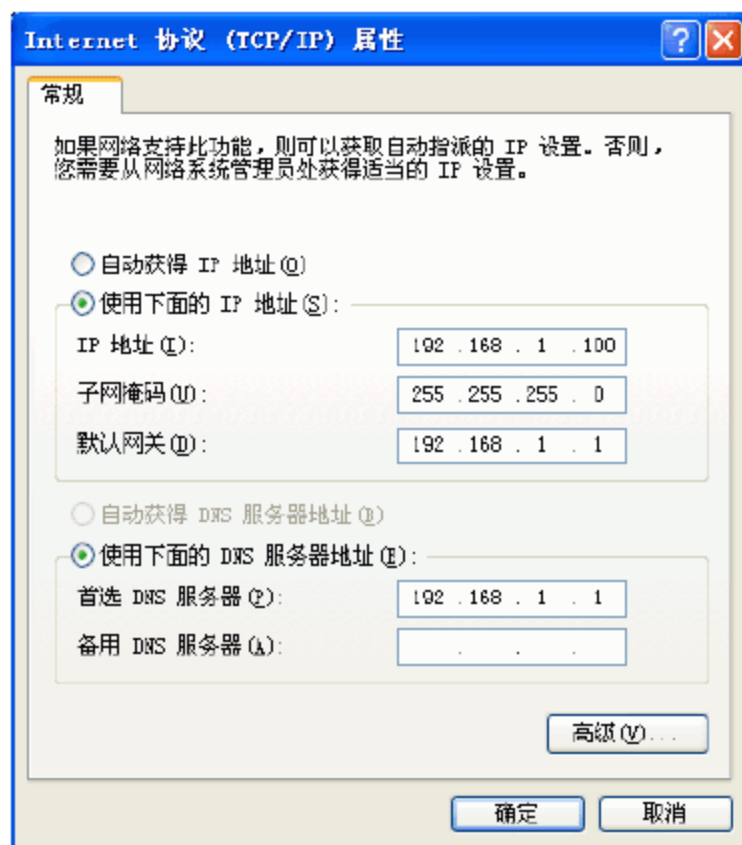 Internet 协议 (TCP/IP) 属性
常规
如果网络支持此功能，则可以获取自动指派的 IP 设置。否则，
您需要从网络系统管理员处获得适当的 IP 设置。
自动获得 IP 地址(O)
使用下面的 IP 地址(S):
IP 地址(I): 192 .168 . 1 .100
子网掩码(U): 255 .255 .255 . 0
默认网关(D): 192 .168 . 1 . 1
自动获得 DNS 服务器地址(B)
使用下面的 DNS 服务器地址(E):
首选 DNS 服务器(P): 192 .168 . 1 . 1
备用 DNS 服务器(A): . . .
高级(V)...
确定 取消